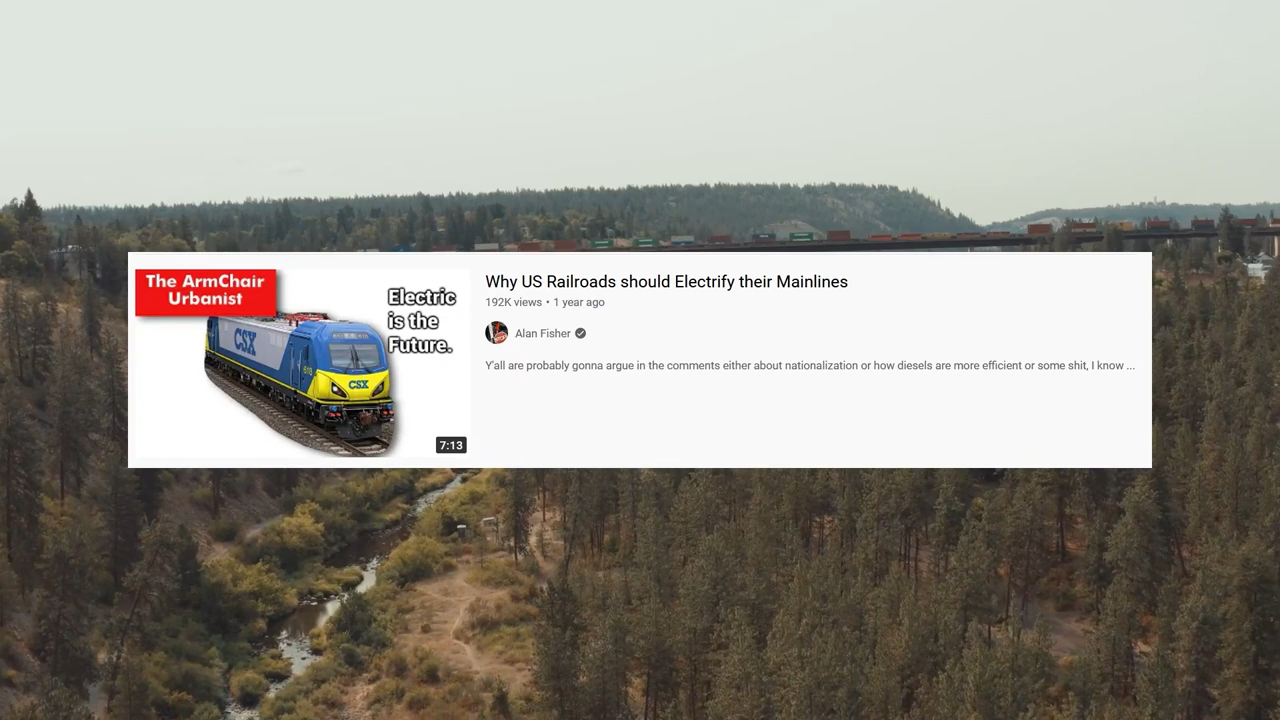 The ArmChair
Urbanist
Electric
is the
Future.
CSX
CSX
7:13
Why US Railroads should Electrify their Mainlines
192K views • 1 year ago
Alan Fisher
Y'all are probably gonna argue in the comments either about nationalization or how diesels are more efficient or some shit, I know ...